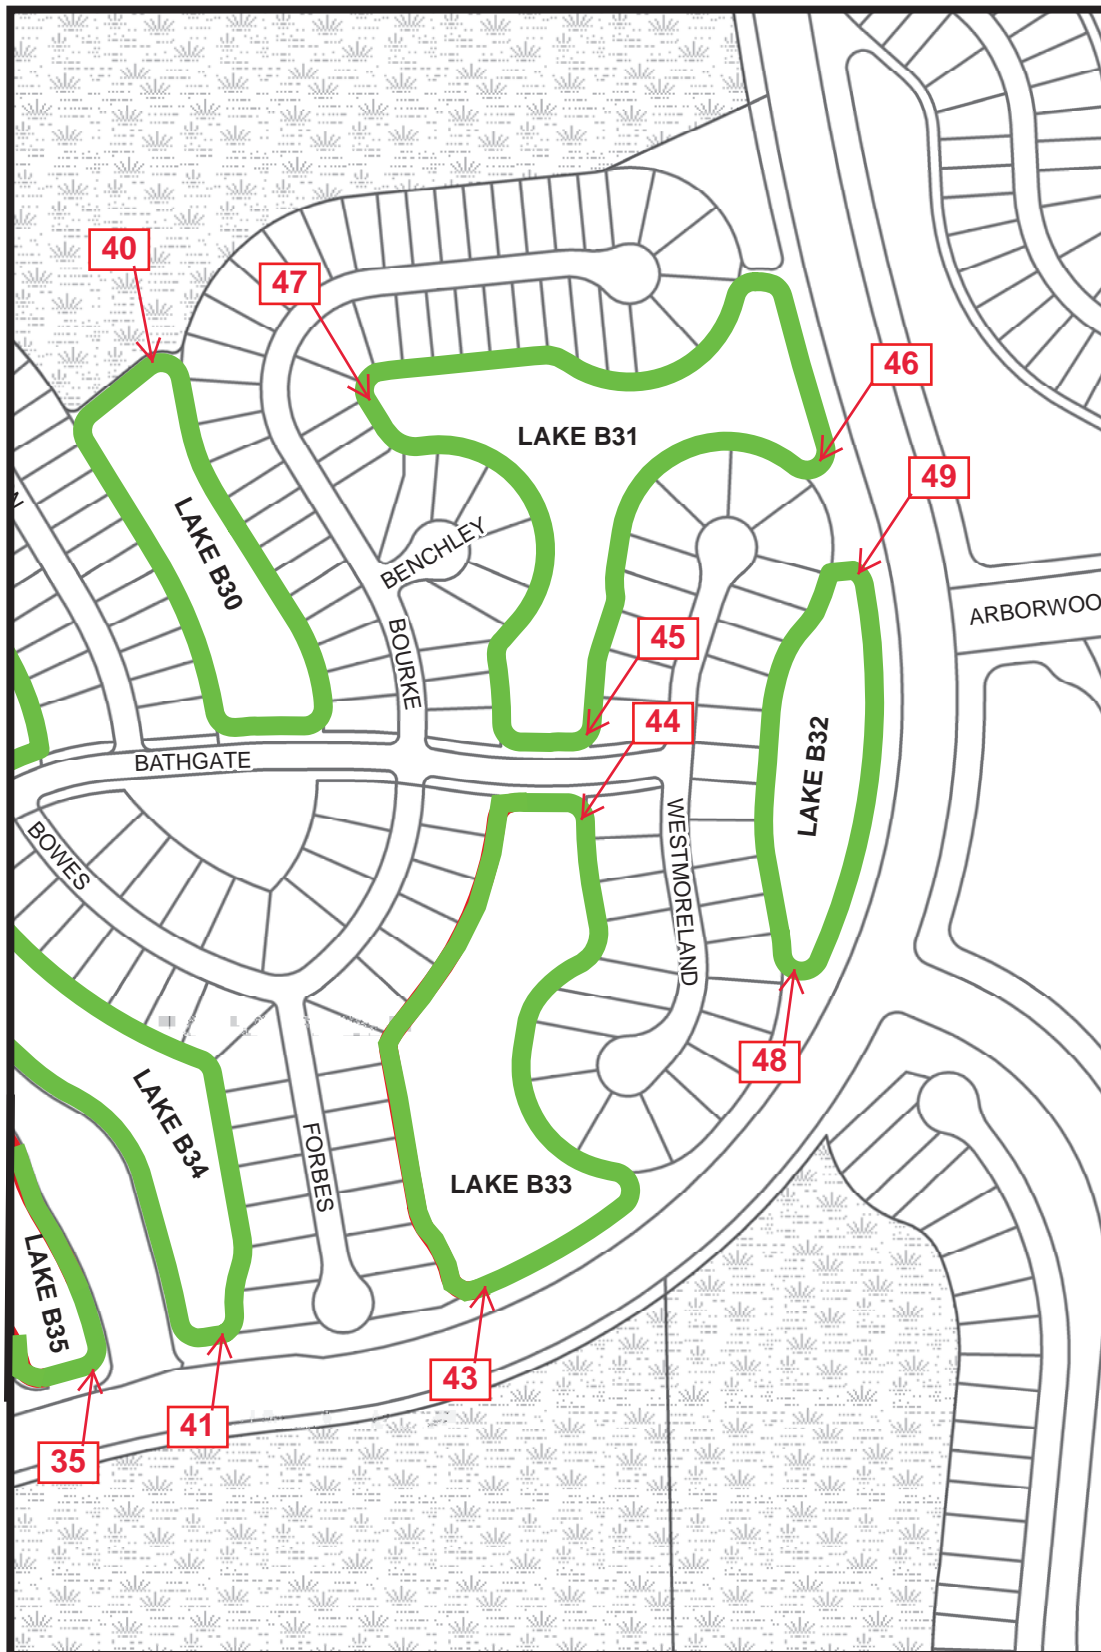 40
47
46
LAKE B31
49
N
LAKE B30
BENCHLEY
ARBORWOO
BOURKE
45
44
LAKE B32
BATHGATE
WESTMORELAND
BOWES
48
LAKE B34
FORBES
LAKE B33
LAKE B35
43
41
35